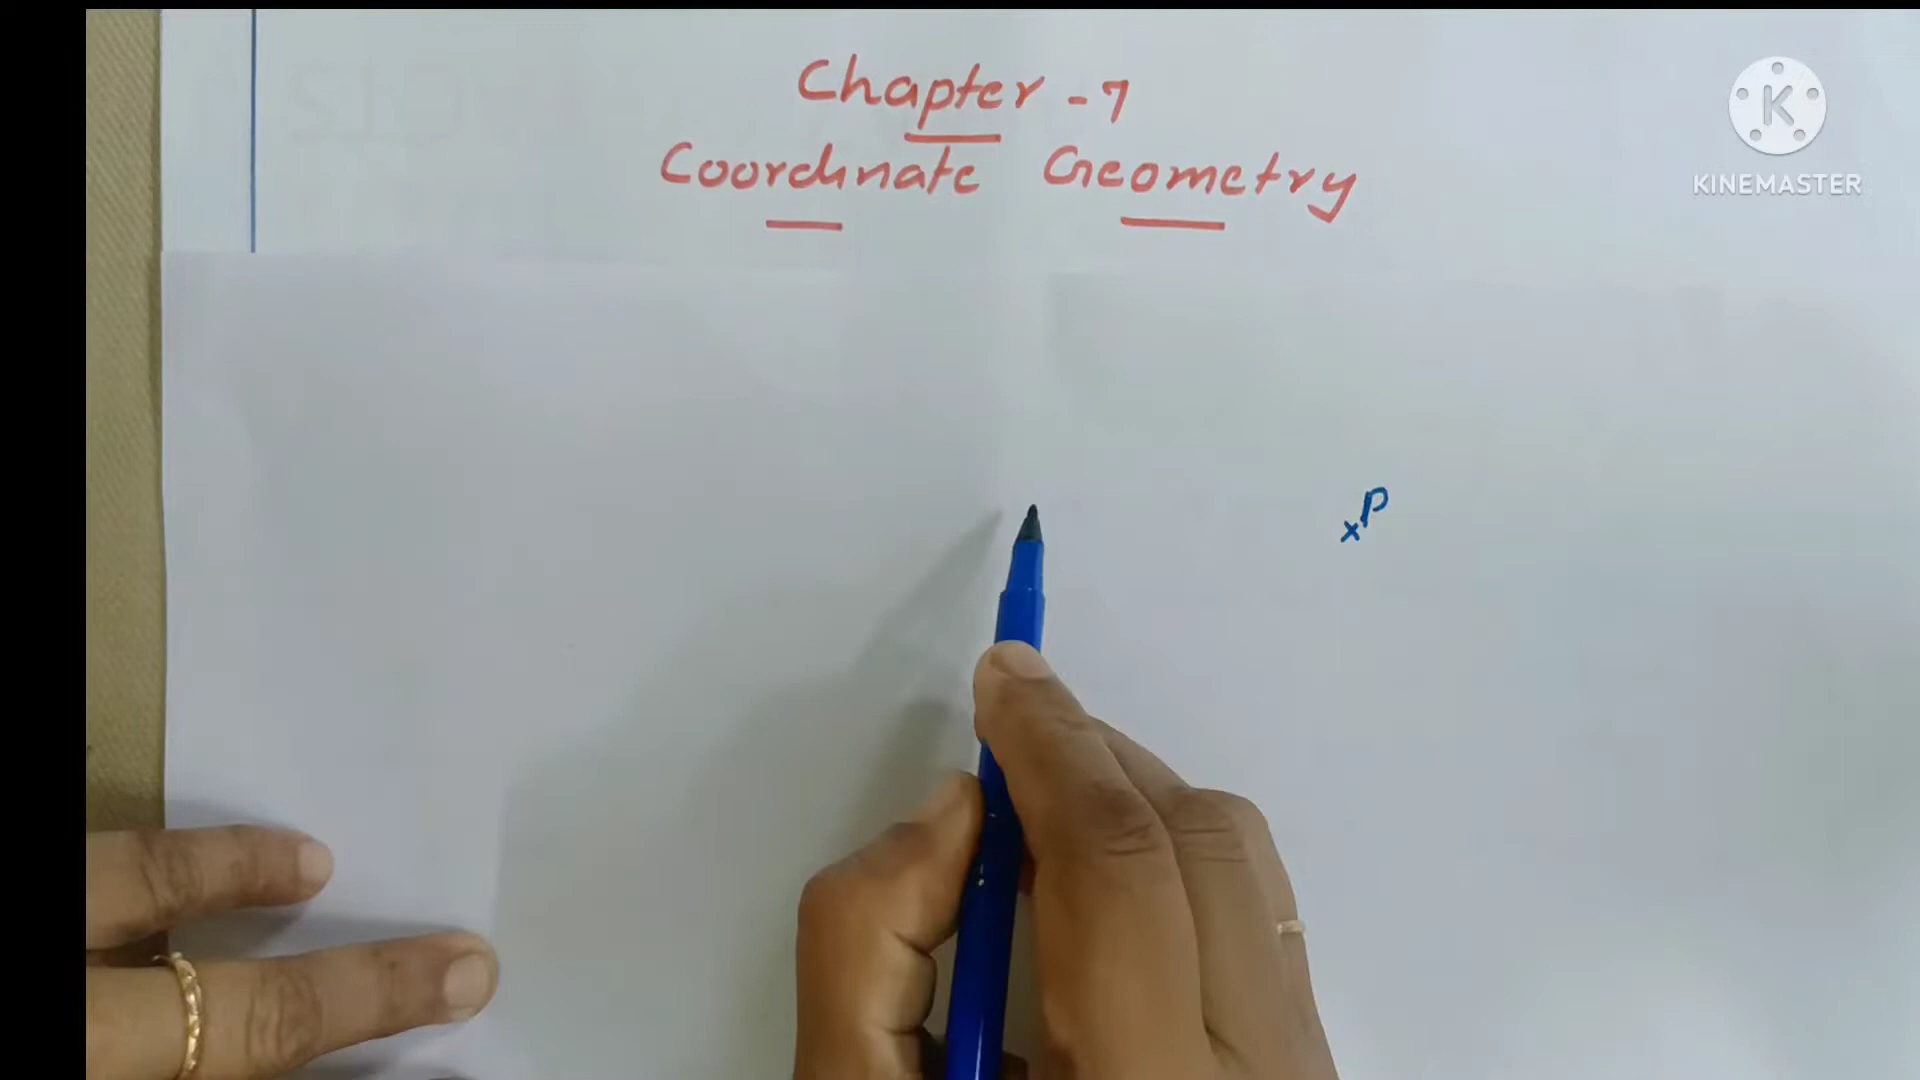 Chapter - 7
Coordinate Geometry
K
KINEMASTER
x P